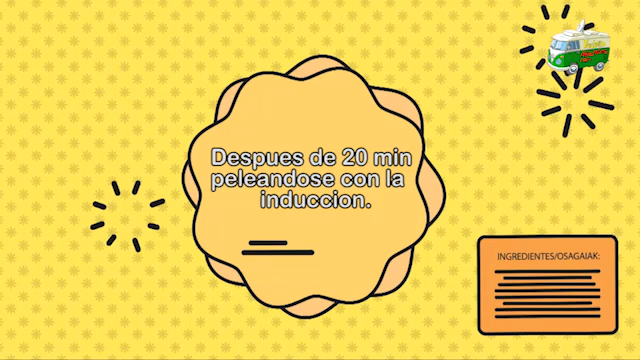 Despues de 20 min
peleandose con la
induccion.
INGREDIENTES/OSAGAIAK: